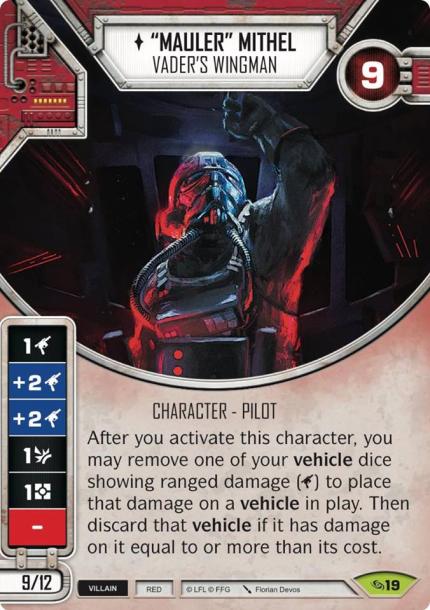 "MAULER" MITHEL
VADER'S WINGMAN
9
1
+2
+2
1
1
-
9/12
CHARACTER - PILOT
After you activate this character, you
may remove one of your vehicle dice
showing ranged damage ( ) to place
that damage on a vehicle in play. Then
discard that vehicle if it has damage
on it equal to or more than its cost.
VILLAIN
RED
© LFL © FFG
Florian Devos
19